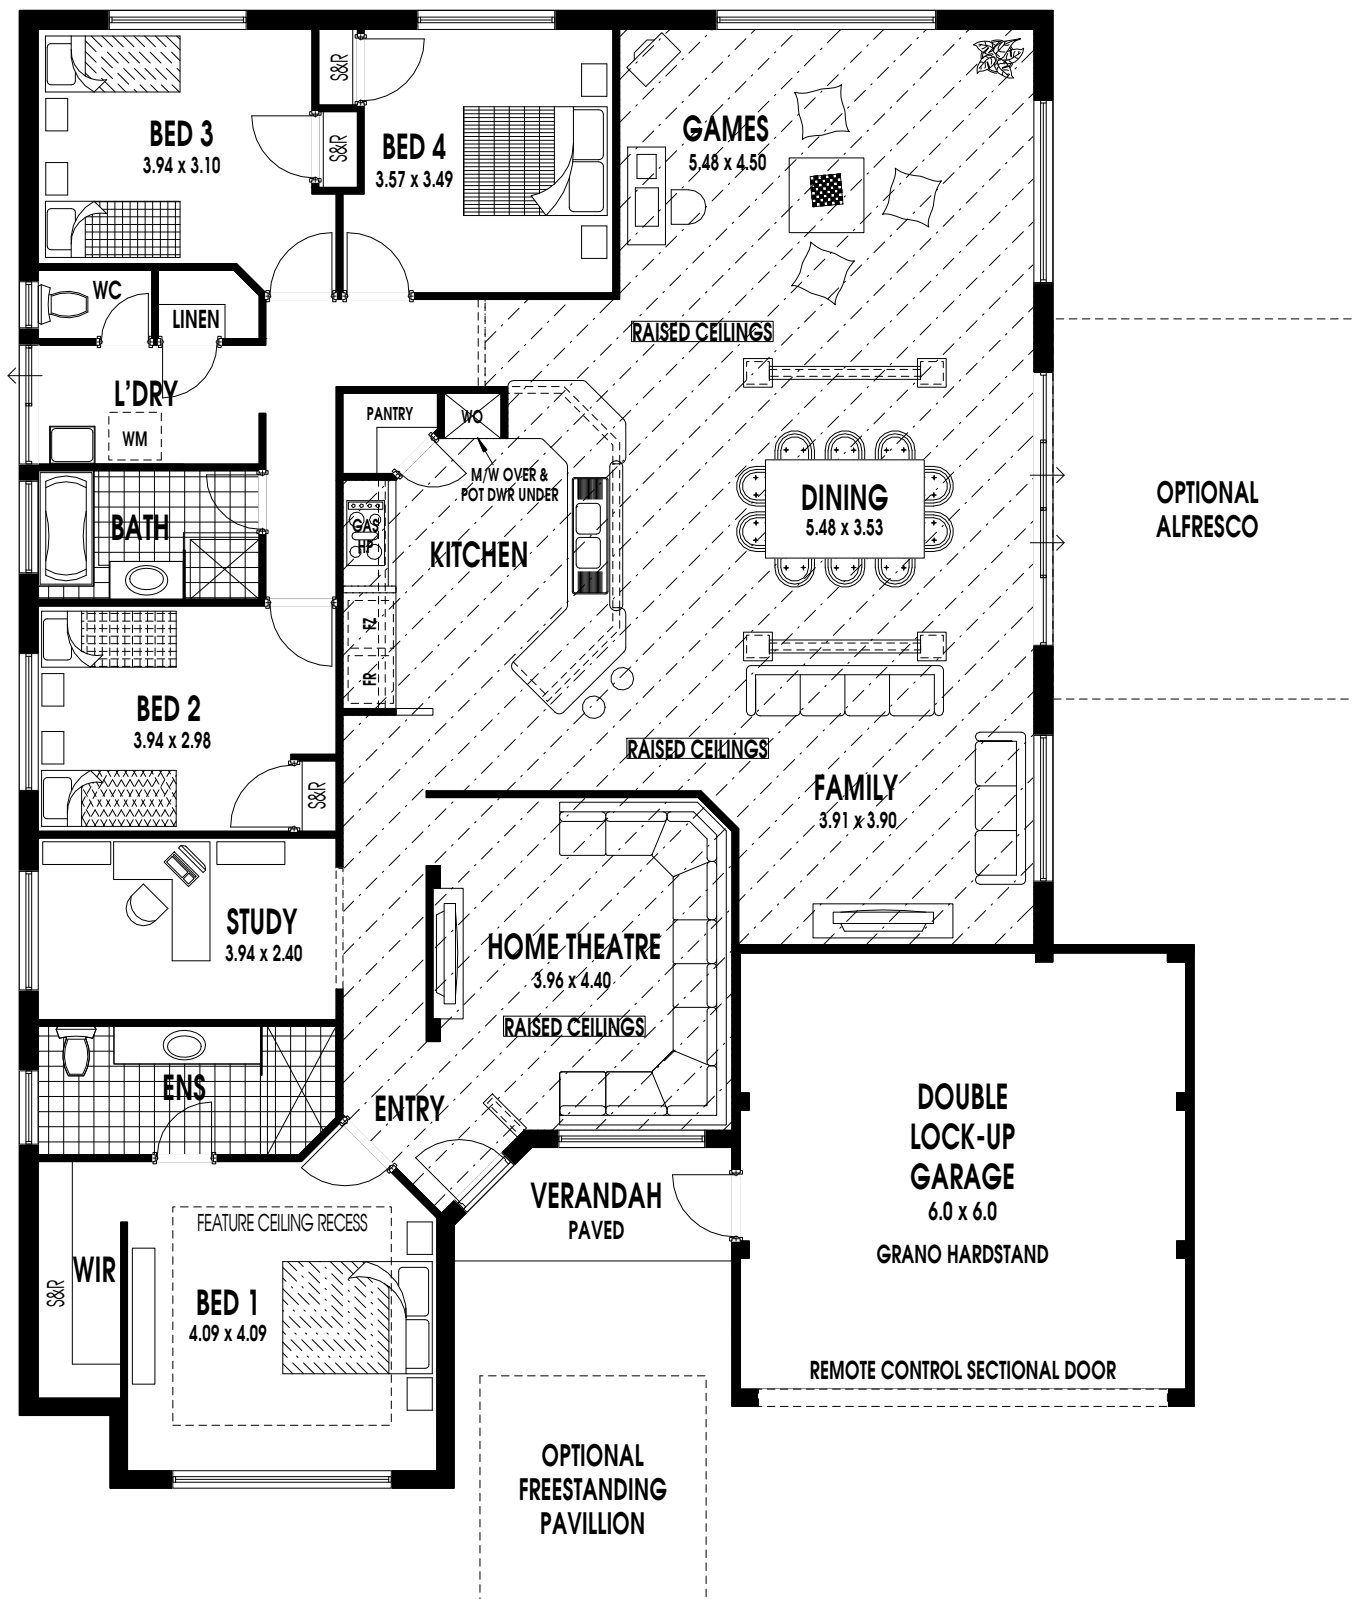 S&R
BED 3
3.94 x 3.10
S&R
BED 4
3.57 x 3.49
GAMES
5.48 x 4.50
WC
LINEN
RAISED CEILINGS
L'DRY
WM
PANTRY
WO
M/W OVER &
POT DWR UNDER
BATH
GAS
HP
KITCHEN
DINING
5.48 x 3.53
OPTIONAL
ALFRESCO
FZ
FR
BED 2
3.94 x 2.98
S&R
RAISED CEILINGS
FAMILY
3.91 x 3.90
STUDY
3.94 x 2.40
HOME THEATRE
3.96 x 4.40
RAISED CEILINGS
ENS
ENTRY
DOUBLE
LOCK-UP
GARAGE
6.0 x 6.0
GRANO HARDSTAND
VERANDAH
PAVED
FEATURE CEILING RECESS
WIR
S&R
BED 1
4.09 x 4.09
REMOTE CONTROL SECTIONAL DOOR
OPTIONAL
FREESTANDING
PAVILLION